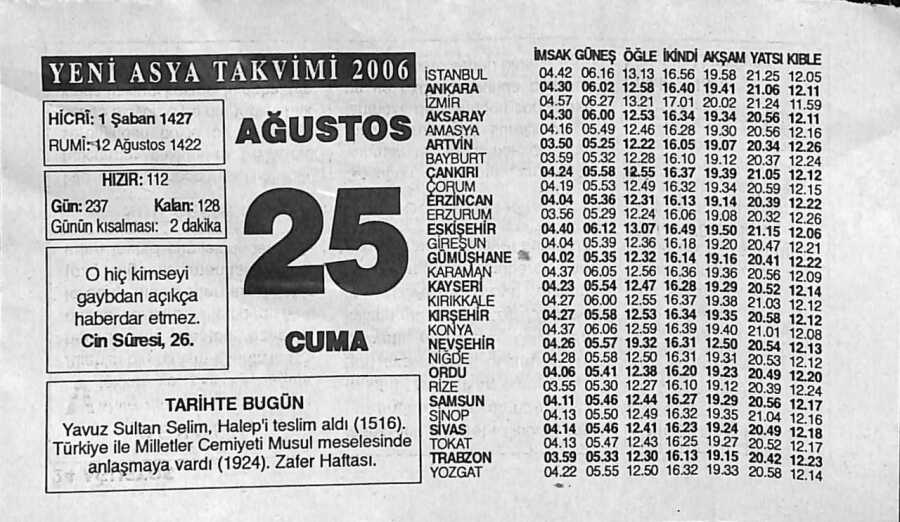 YENİ ASYA TAKVİMİ 2006
HİCRÎ: 1 Şaban 1427
RUMİ: 12 Ağustos 1422
HIZIR: 112
Gün: 237 Kalan: 128
Günün kısalması: 2 dakika
O hiç kimseyi
gaybdan açıkça
haberdar etmez.
Cin Sûresi, 26.
AĞUSTOS
25
CUMA
TARİHTE BUGÜN
Yavuz Sultan Selim, Halep'i teslim aldı (1516).
Türkiye ile Milletler Cemiyeti Musul meselesinde
anlaşmaya vardı (1924). Zafer Haftası.
İMSAK GÜNEŞ ÖĞLE İKİNDİ AKŞAM YATSI KIBLE
İSTANBUL 04.42 06.16 13.13 16.56 19.58 21.25 12.05
ANKARA 04.30 06.02 12.58 16.40 19.41 21.06 12.11
İZMİR 04.57 06.27 13.21 17.01 20.02 21.24 11.59
AKSARAY 04.30 06.00 12.53 16.34 19.34 20.56 12.11
AMASYA 04.16 05.49 12.46 16.28 19.30 20.56 12.16
ARTVİN 03.50 05.25 12.22 16.05 19.07 20.34 12.26
BAYBURT 03.59 05.32 12.28 16.10 19.12 20.37 12.24
ÇANKIRI 04.24 05.58 12.55 16.37 19.39 21.05 12.12
ÇORUM 04.19 05.53 12.49 16.32 19.34 20.59 12.15
ERZİNCAN 04.04 05.36 12.31 16.13 19.14 20.39 12.22
ERZURUM 03.56 05.29 12.24 16.06 19.08 20.32 12.26
ESKİŞEHİR 04.40 06.12 13.07 16.49 19.50 21.15 12.06
GİRESUN 04.04 05.39 12.36 16.18 19.20 20.47 12.21
GÜMÜŞHANE 04.02 05.35 12.32 16.14 19.16 20.41 12.22
KARAMAN 04.37 06.05 12.56 16.36 19.36 20.56 12.09
KAYSERİ 04.23 05.54 12.47 16.28 19.29 20.52 12.14
KIRIKKALE 04.27 06.00 12.55 16.37 19.38 21.03 12.12
KIRŞEHİR 04.27 05.58 12.53 16.34 19.35 20.58 12.12
KONYA 04.37 06.06 12.59 16.39 19.40 21.01 12.08
NEVŞEHİR 04.26 05.57 19.32 16.31 12.50 20.54 12.13
NİĞDE 04.28 05.58 12.50 16.31 19.31 20.53 12.12
ORDU 04.06 05.41 12.38 16.20 19.23 20.49 12.20
RİZE 03.55 05.30 12.27 16.10 19.12 20.39 12.24
SAMSUN 04.11 05.46 12.44 16.27 19.29 20.56 12.17
SİNOP 04.13 05.50 12.49 16.32 19.35 21.04 12.16
SİVAS 04.14 05.46 12.41 16.23 19.24 20.49 12.18
TOKAT 04.13 05.47 12.43 16.25 19.27 20.52 12.17
TRABZON 03.59 05.33 12.30 16.13 19.15 20.42 12.23
YOZGAT 04.22 05.55 12.50 16.32 19.33 20.58 12.14